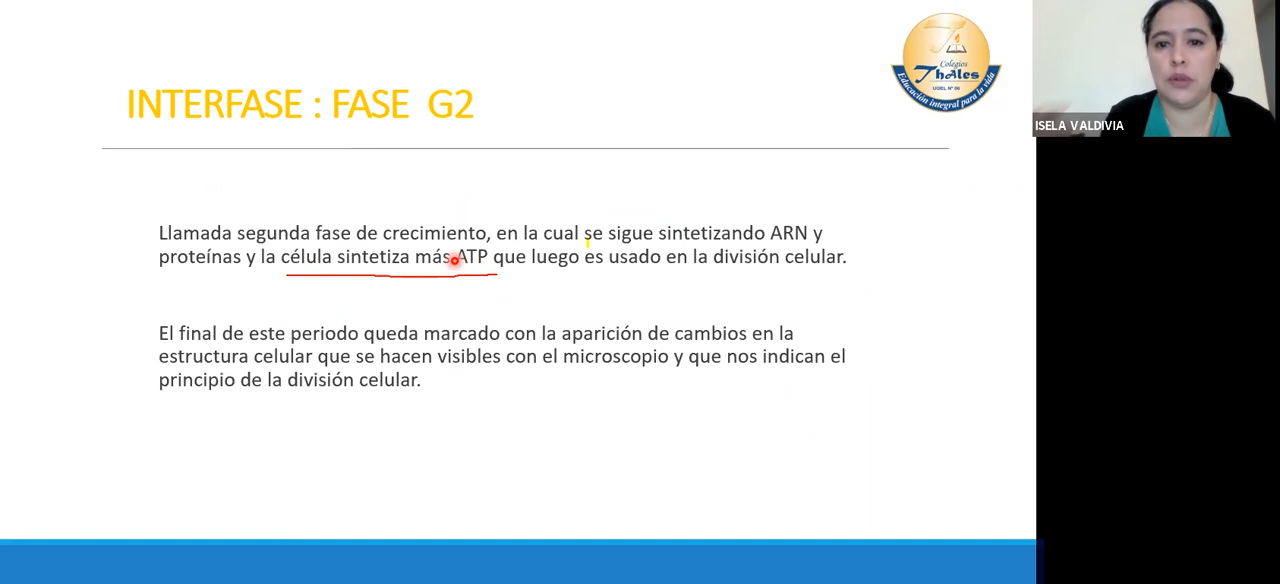 INTERFASE : FASE G2
Colegios
Thales
UGEL Nº 06
Educación integral para la vida
ISELA VALDIVIA
Llamada segunda fase de crecimiento, en la cual se sigue sintetizando ARN y
proteínas y la célula sintetiza más ATP que luego es usado en la división celular.
El final de este periodo queda marcado con la aparición de cambios en la
estructura celular que se hacen visibles con el microscopio y que nos indican el
principio de la división celular.